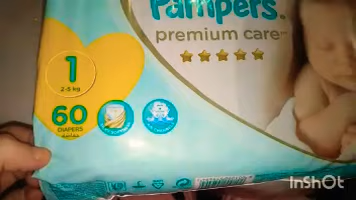 Pampers
premium care
1
2-5 kg
60
DIAPERS
InShOt